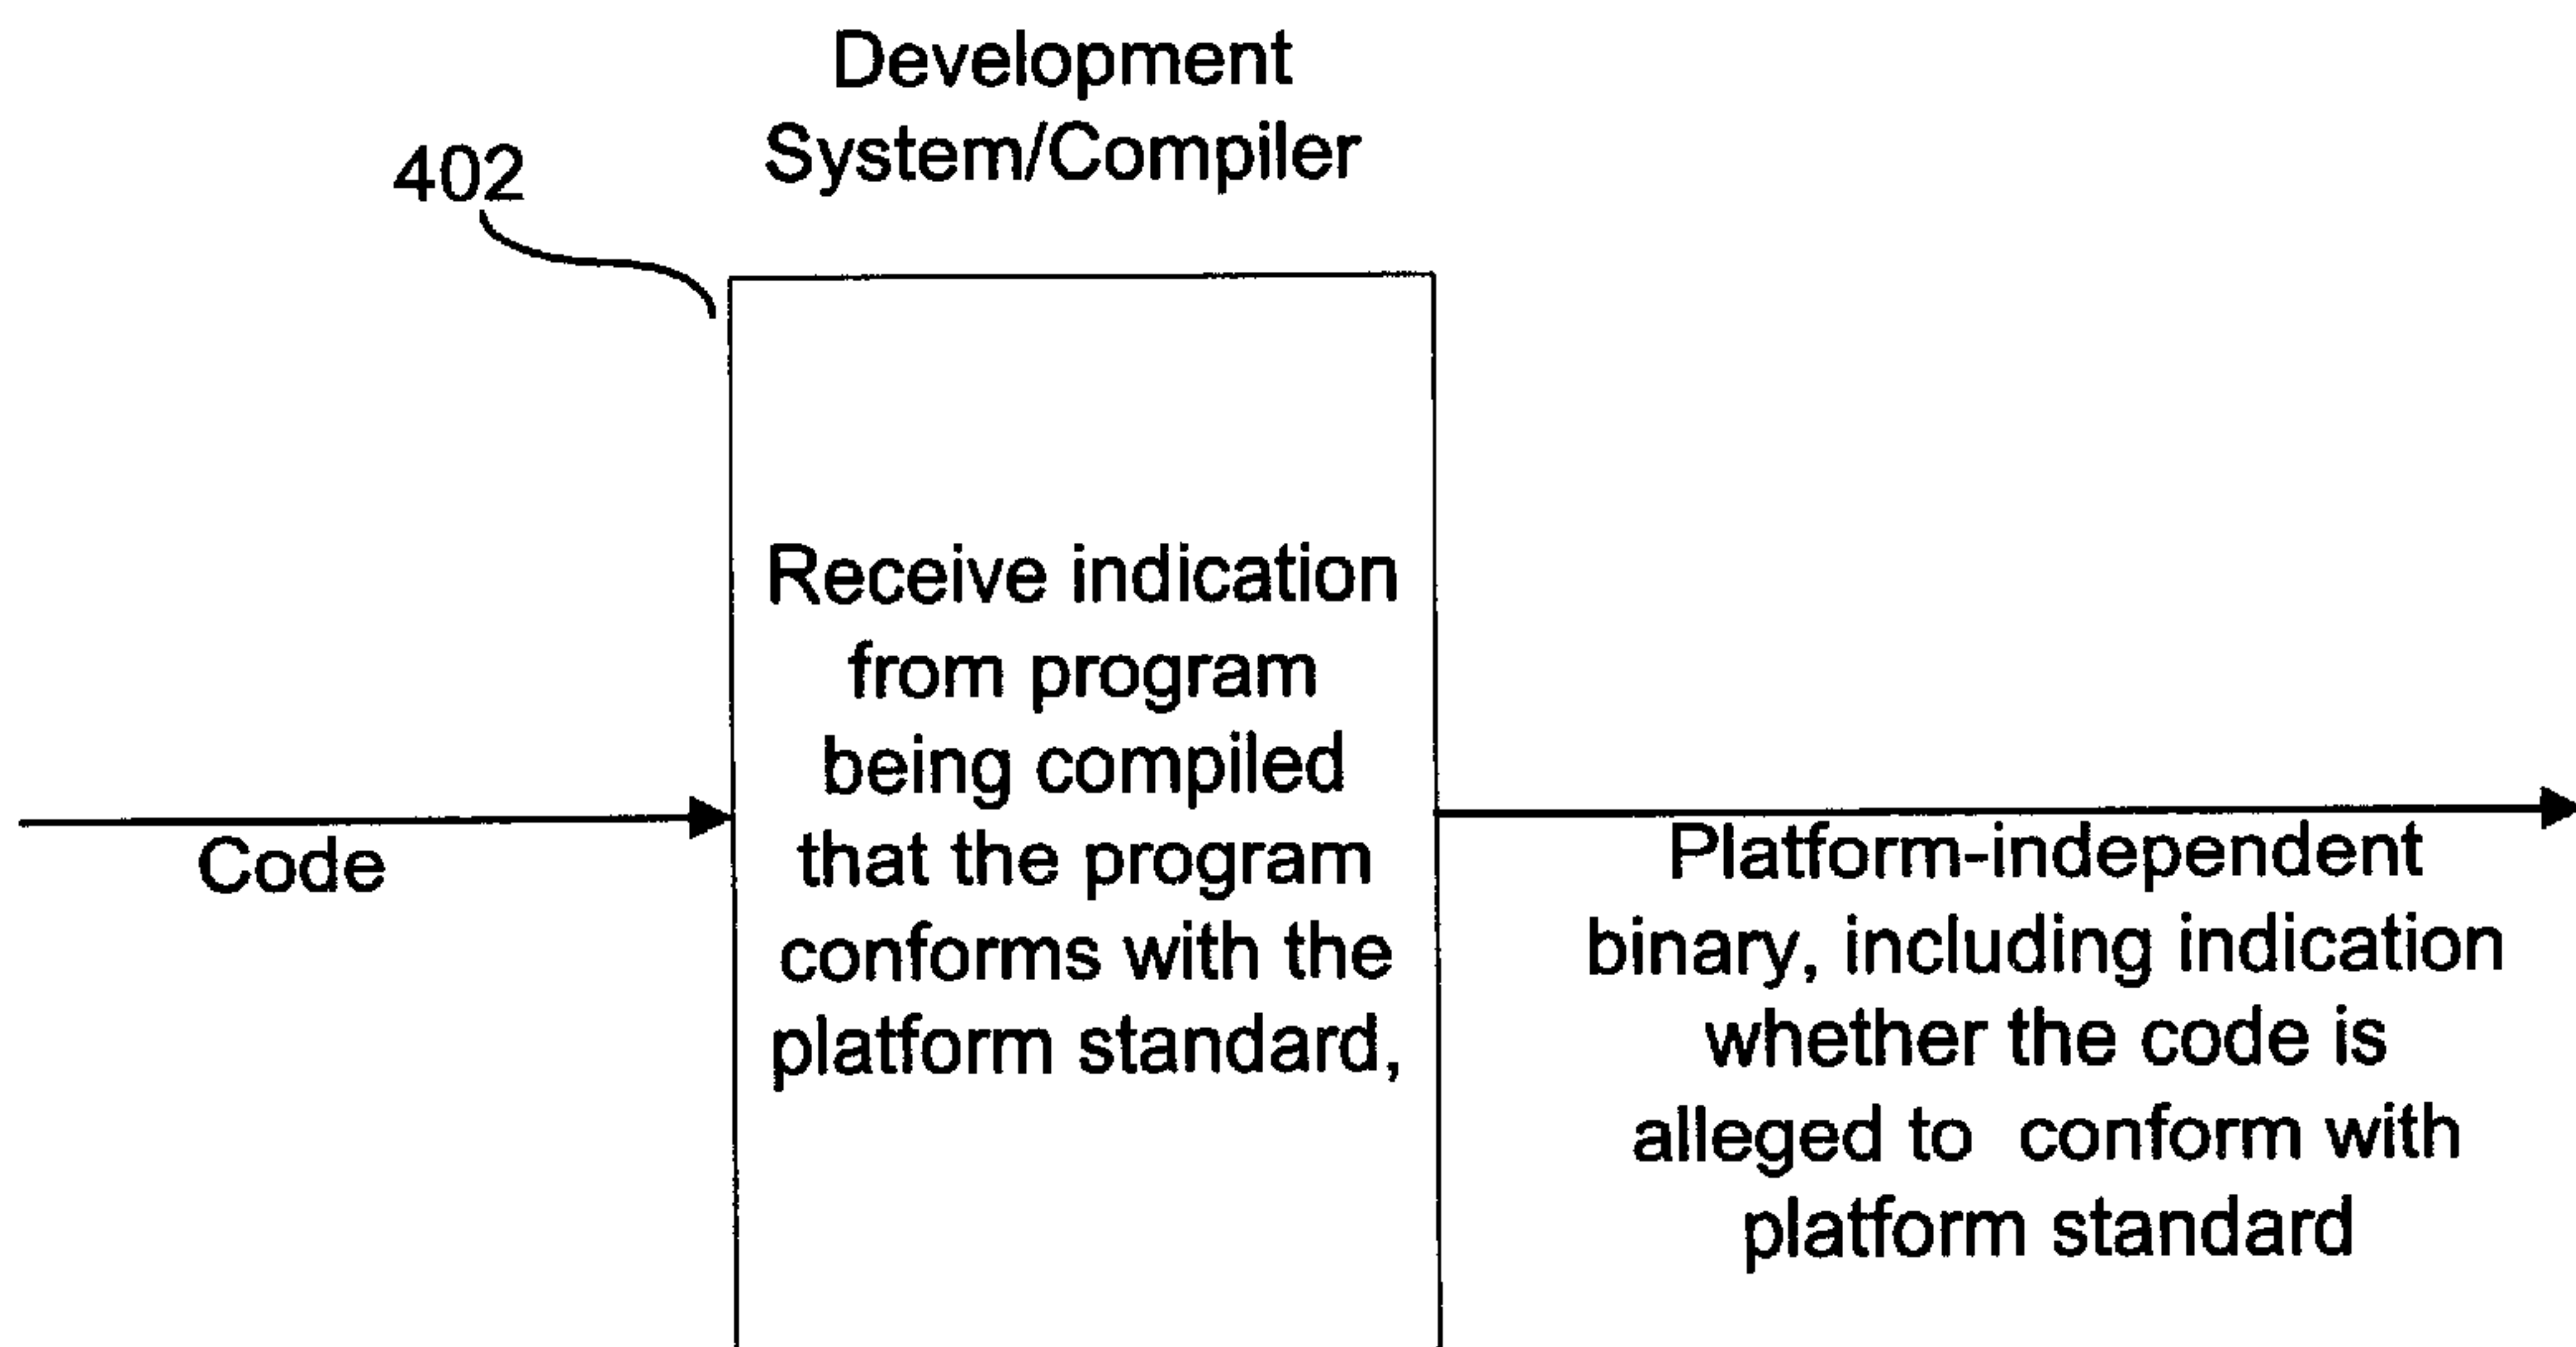 Development
System/Compiler
402
Receive indication
from program
being compiled
that the program
conforms with the
platform standard,
Code
Platform-independent
binary, including indication
whether the code is
alleged to conform with
platform standard